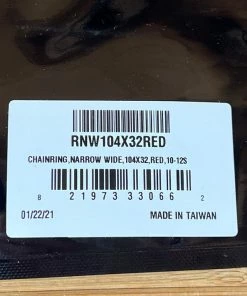 RNW104X32RED
CHAINRING,NARROW WIDE,104X32,RED,10-12S
8 21973 33066 2
01/22/21 MADE IN TAIWAN